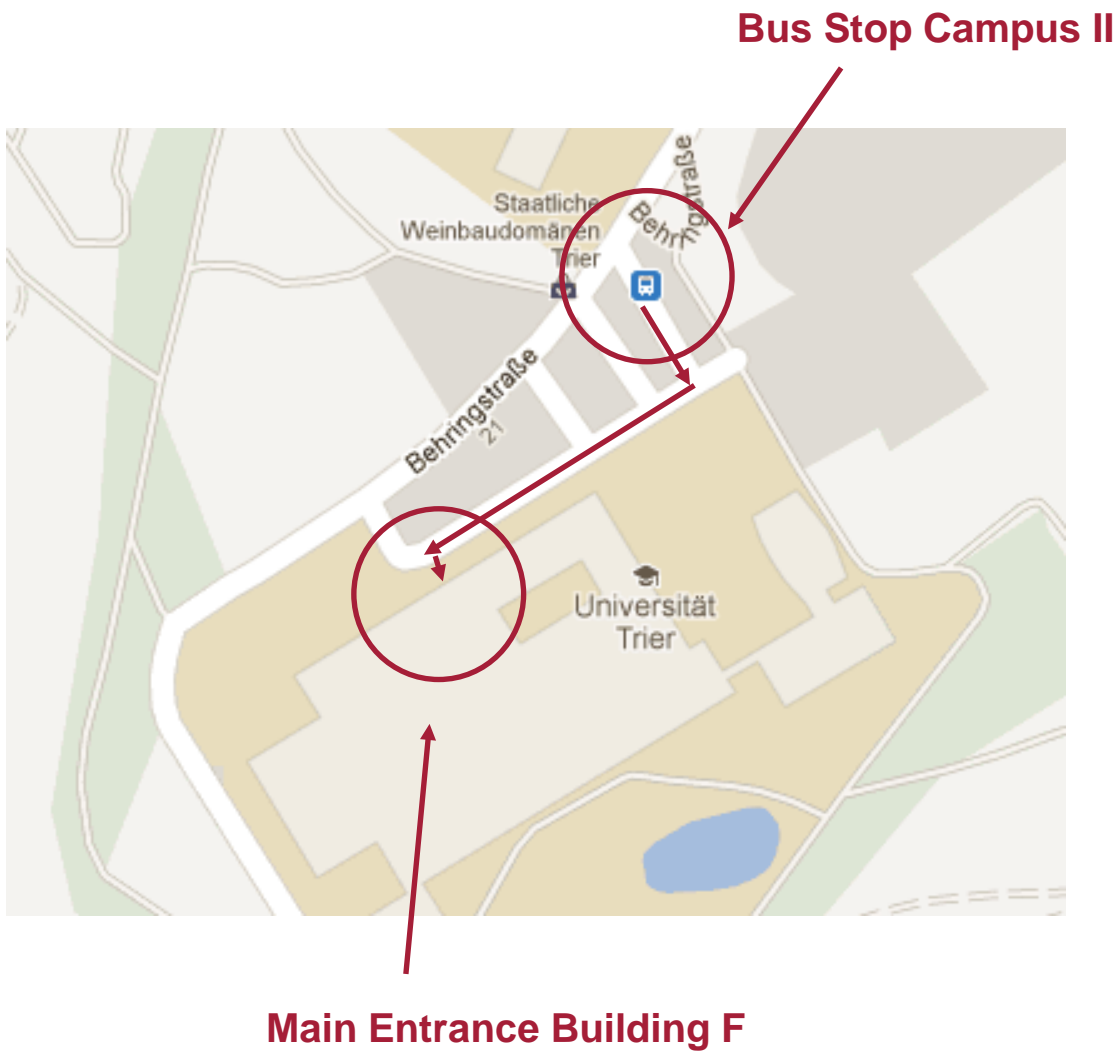 Bus Stop Campus II
Behringstraße
Staatliche
Weinbaudomänen
Trier
Behringstraße
21
Universität
Trier
Main Entrance Building F